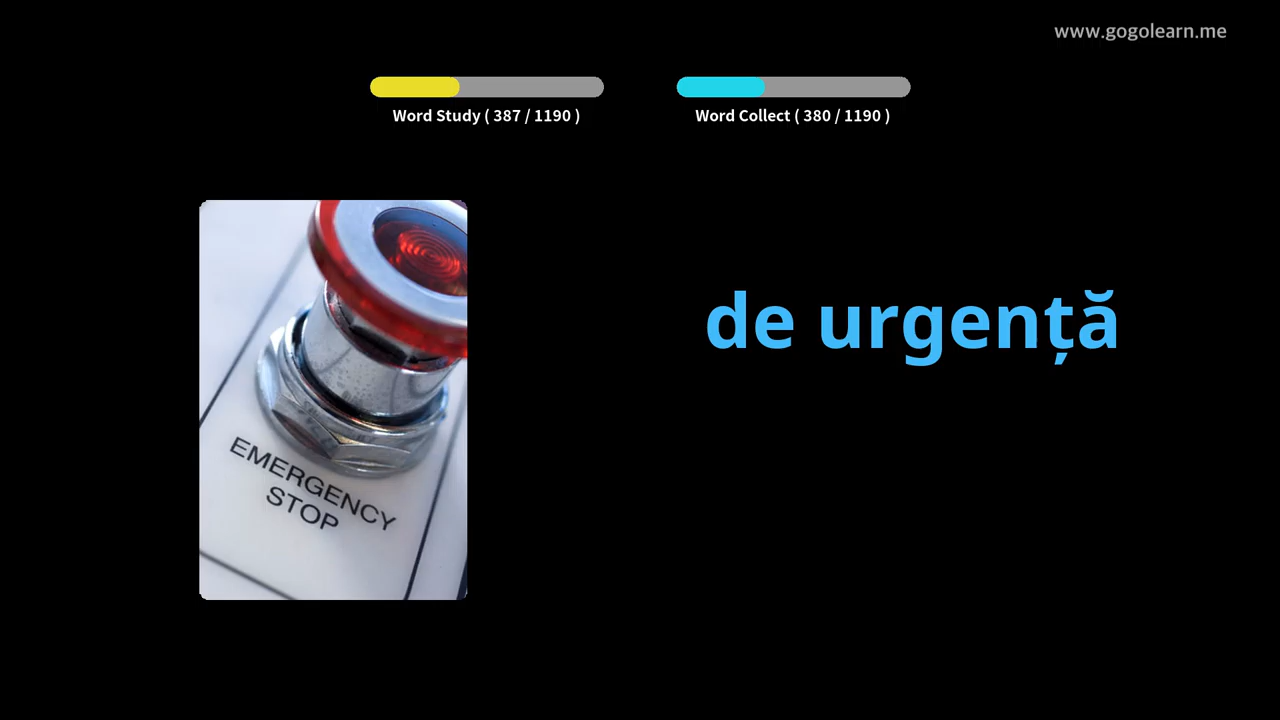 www.gogolearn.me
Word Study ( 387 / 1190 )
Word Collect ( 380 / 1190 )
de urgență
EMERGENCY
STOP